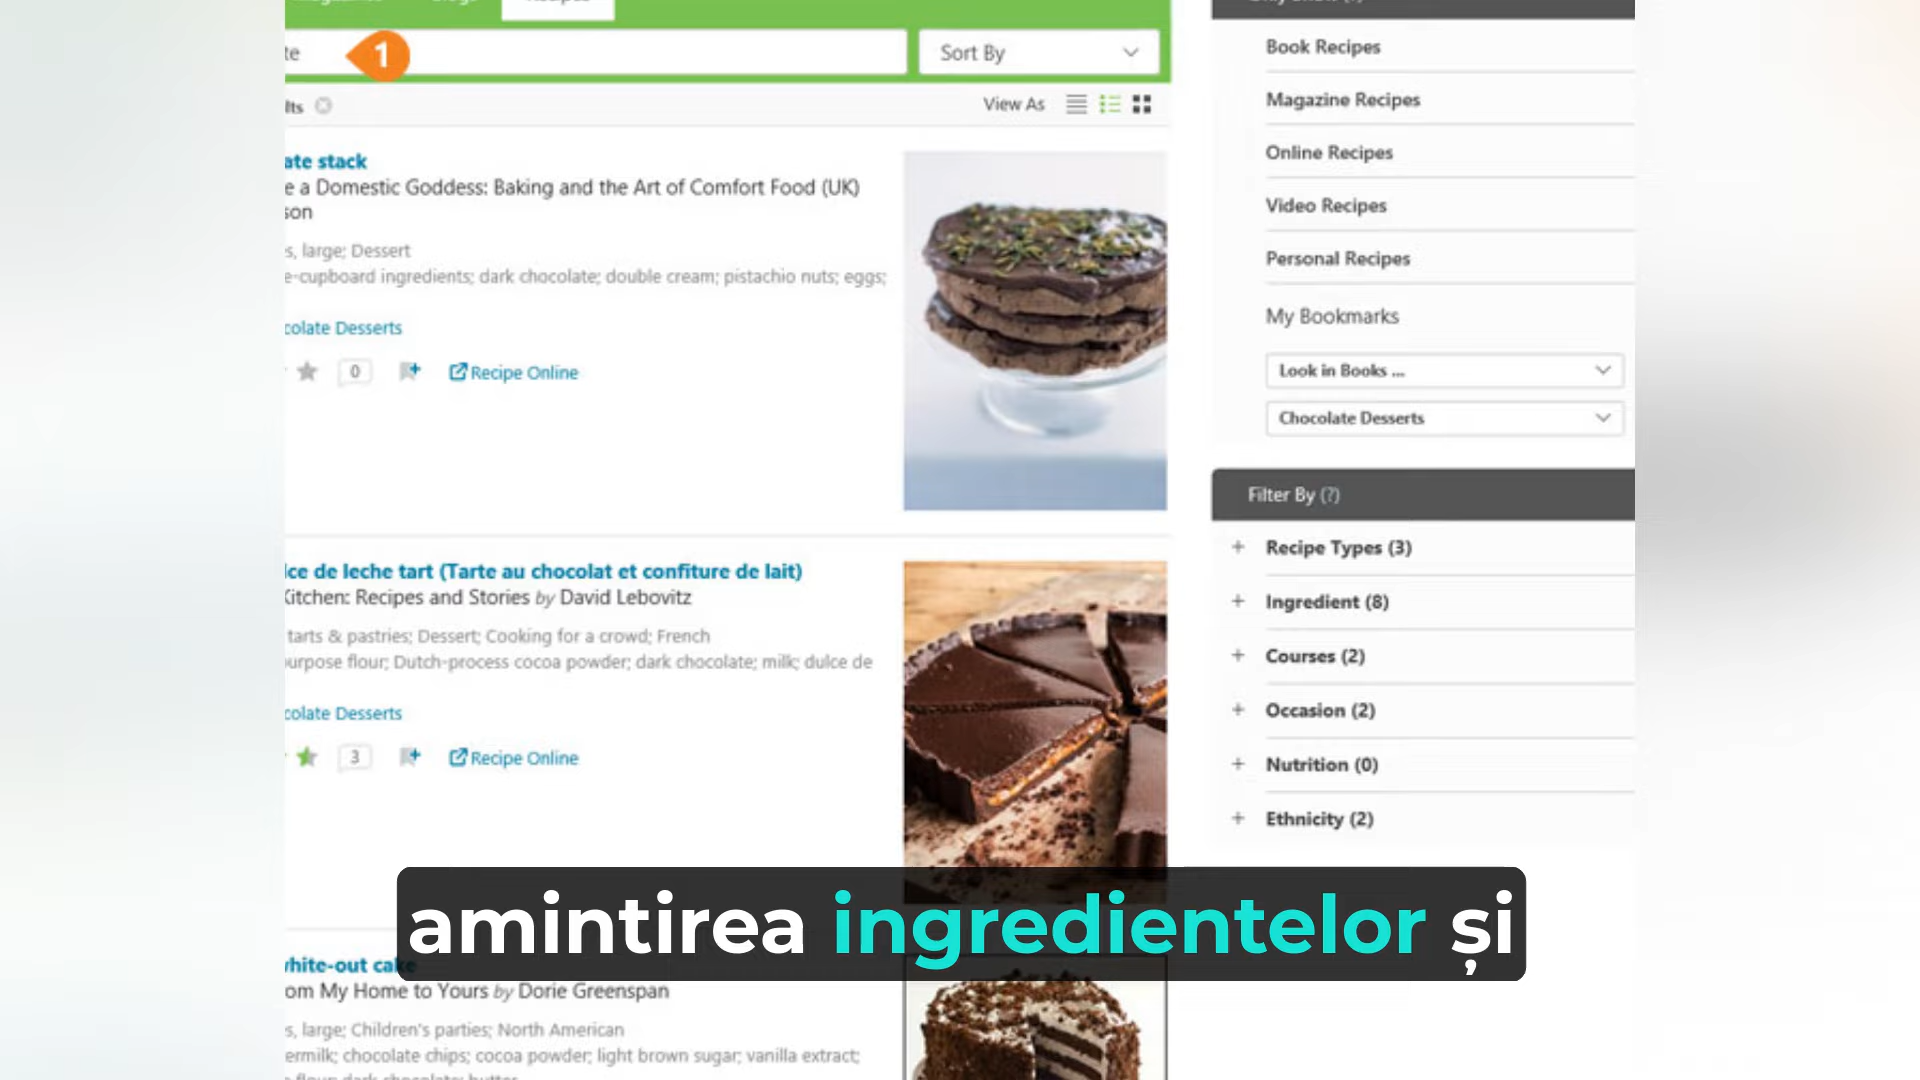 Recipes
te
1
Sort By
lts
View As
ate stack
e a Domestic Goddess: Baking and the Art of Comfort Food (UK)
son
s, large; Dessert
e-cupboard ingredients; dark chocolate; double cream; pistachio nuts; eggs;
colate Desserts
0
Recipe Online
ce de leche tart (Tarte au chocolat et confiture de lait)
Kitchen: Recipes and Stories by David Lebovitz
tarts & pastries; Dessert; Cooking for a crowd; French
urpose flour; Dutch-process cocoa powder; dark chocolate; milk; dulce de
colate Desserts
3
Recipe Online
white-out cake
om My Home to Yours by Dorie Greenspan
s, large; Children's parties; North American
ermilk; chocolate chips; cocoa powder; light brown sugar; vanilla extract;
Book Recipes
Magazine Recipes
Online Recipes
Video Recipes
Personal Recipes
My Bookmarks
Look in Books ...
Chocolate Desserts
Filter By (?)
+ Recipe Types (3)
+ Ingredient (8)
+ Courses (2)
+ Occasion (2)
+ Nutrition (0)
+ Ethnicity (2)
amintirea ingredientelor și